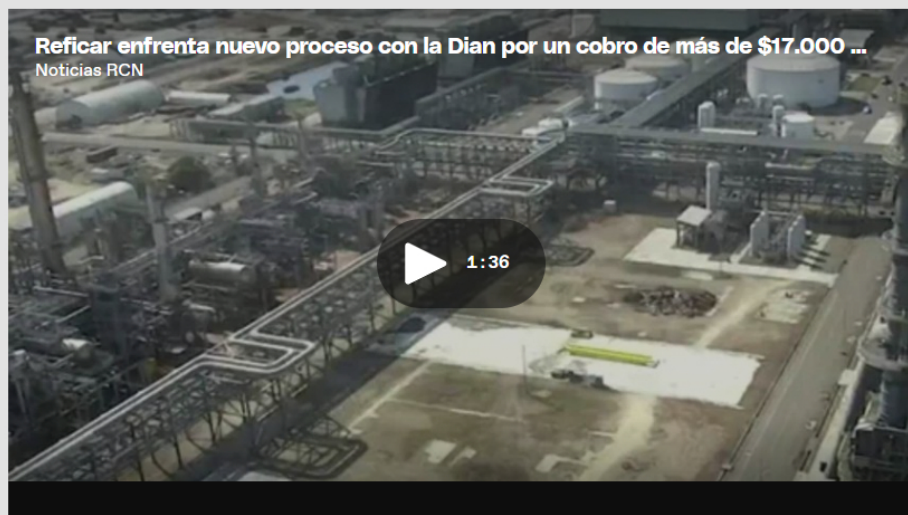 Reficar enfrenta nuevo proceso con la Dian por un cobro de más de $17.000 ...
Noticias RCN
1:36